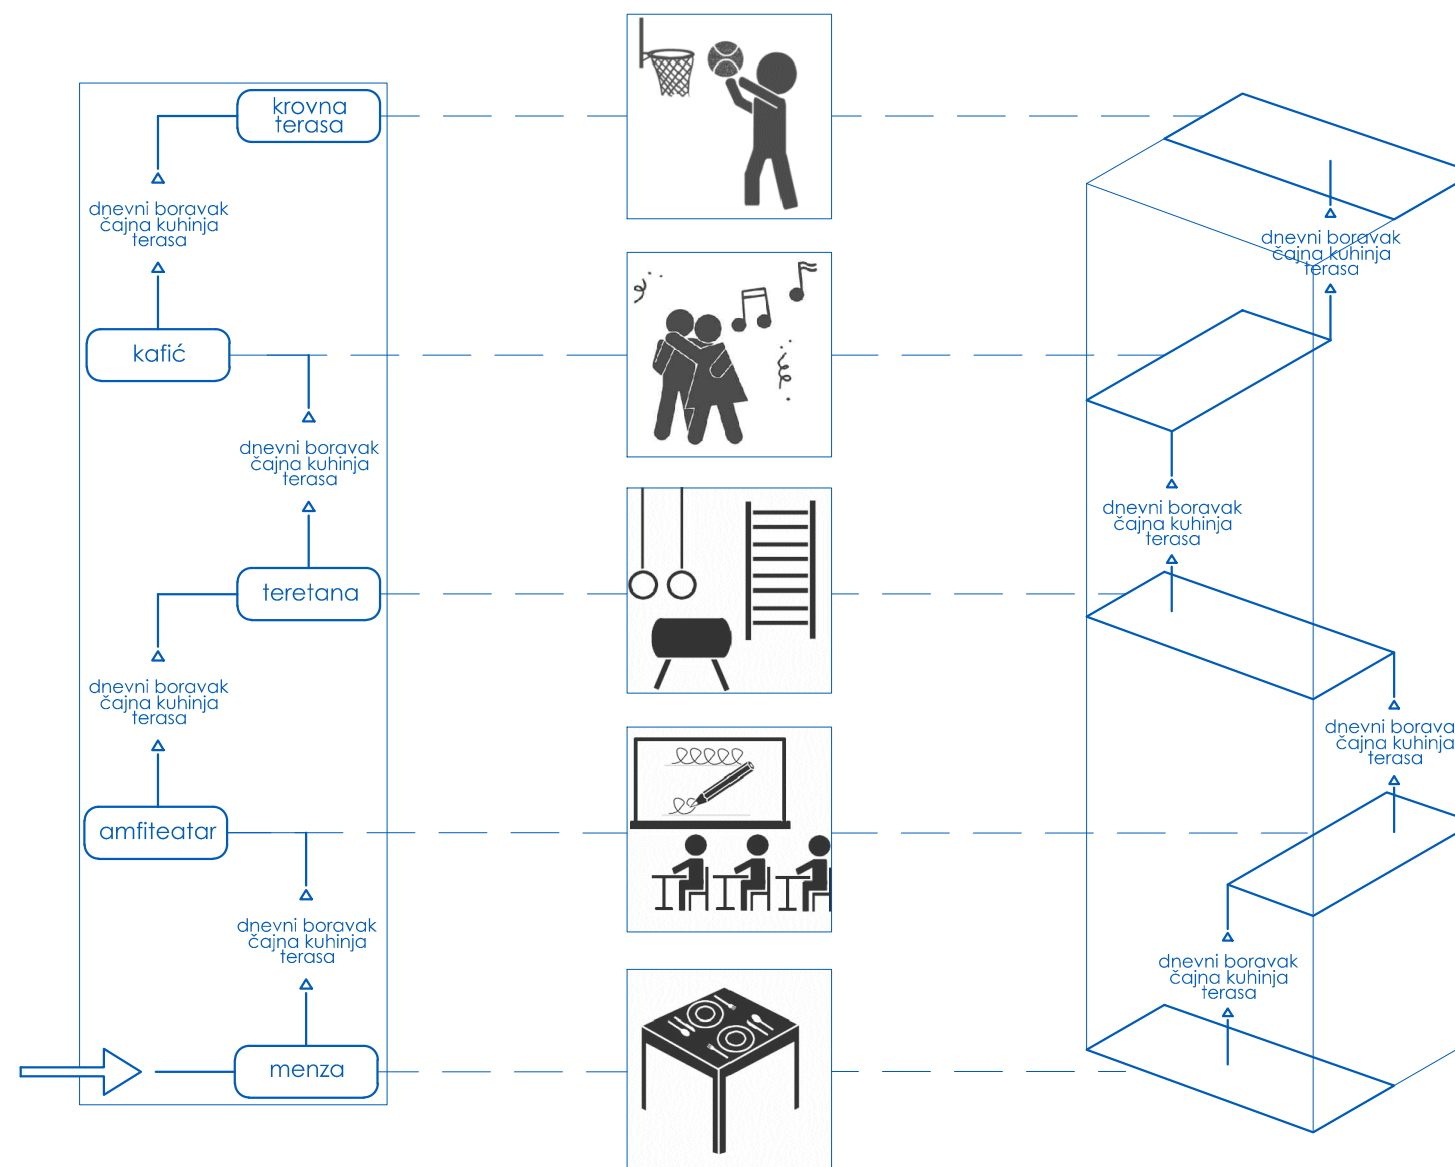 krovna
terasa
dnevni boravak
čajna kuhinja
terasa
dnevni boravak
čajna kuhinja
terasa
kafić
dnevni boravak
čajna kuhinja
terasa
dnevni boravak
čajna kuhinja
terasa
teretana
dnevni boravak
čajna kuhinja
terasa
dnevni borava
čajna kuhinja
terasa
amfiteatar
dnevni boravak
čajna kuhinja
terasa
dnevni boravak
čajna kuhinja
terasa
menza